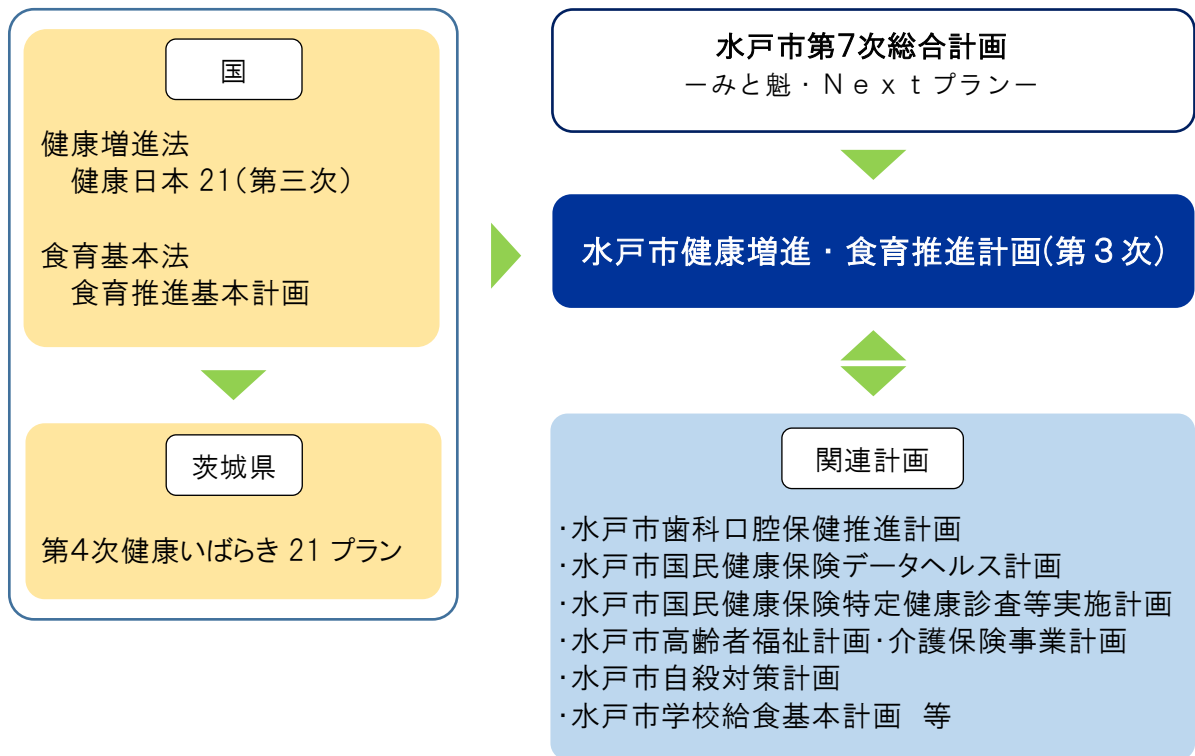 国
健康増進法
健康日本 21(第三次)
食育基本法
食育推進基本計画
茨城県
第4次健康いばらき 21 プラン
水戸市第7次総合計画
－みと魁・Ｎｅｘｔプラン－
水戸市健康増進・食育推進計画(第３次)
関連計画
・水戸市歯科口腔保健推進計画
・水戸市国民健康保険データヘルス計画
・水戸市国民健康保険特定健康診査等実施計画
・水戸市高齢者福祉計画・介護保険事業計画
・水戸市自殺対策計画
・水戸市学校給食基本計画　等